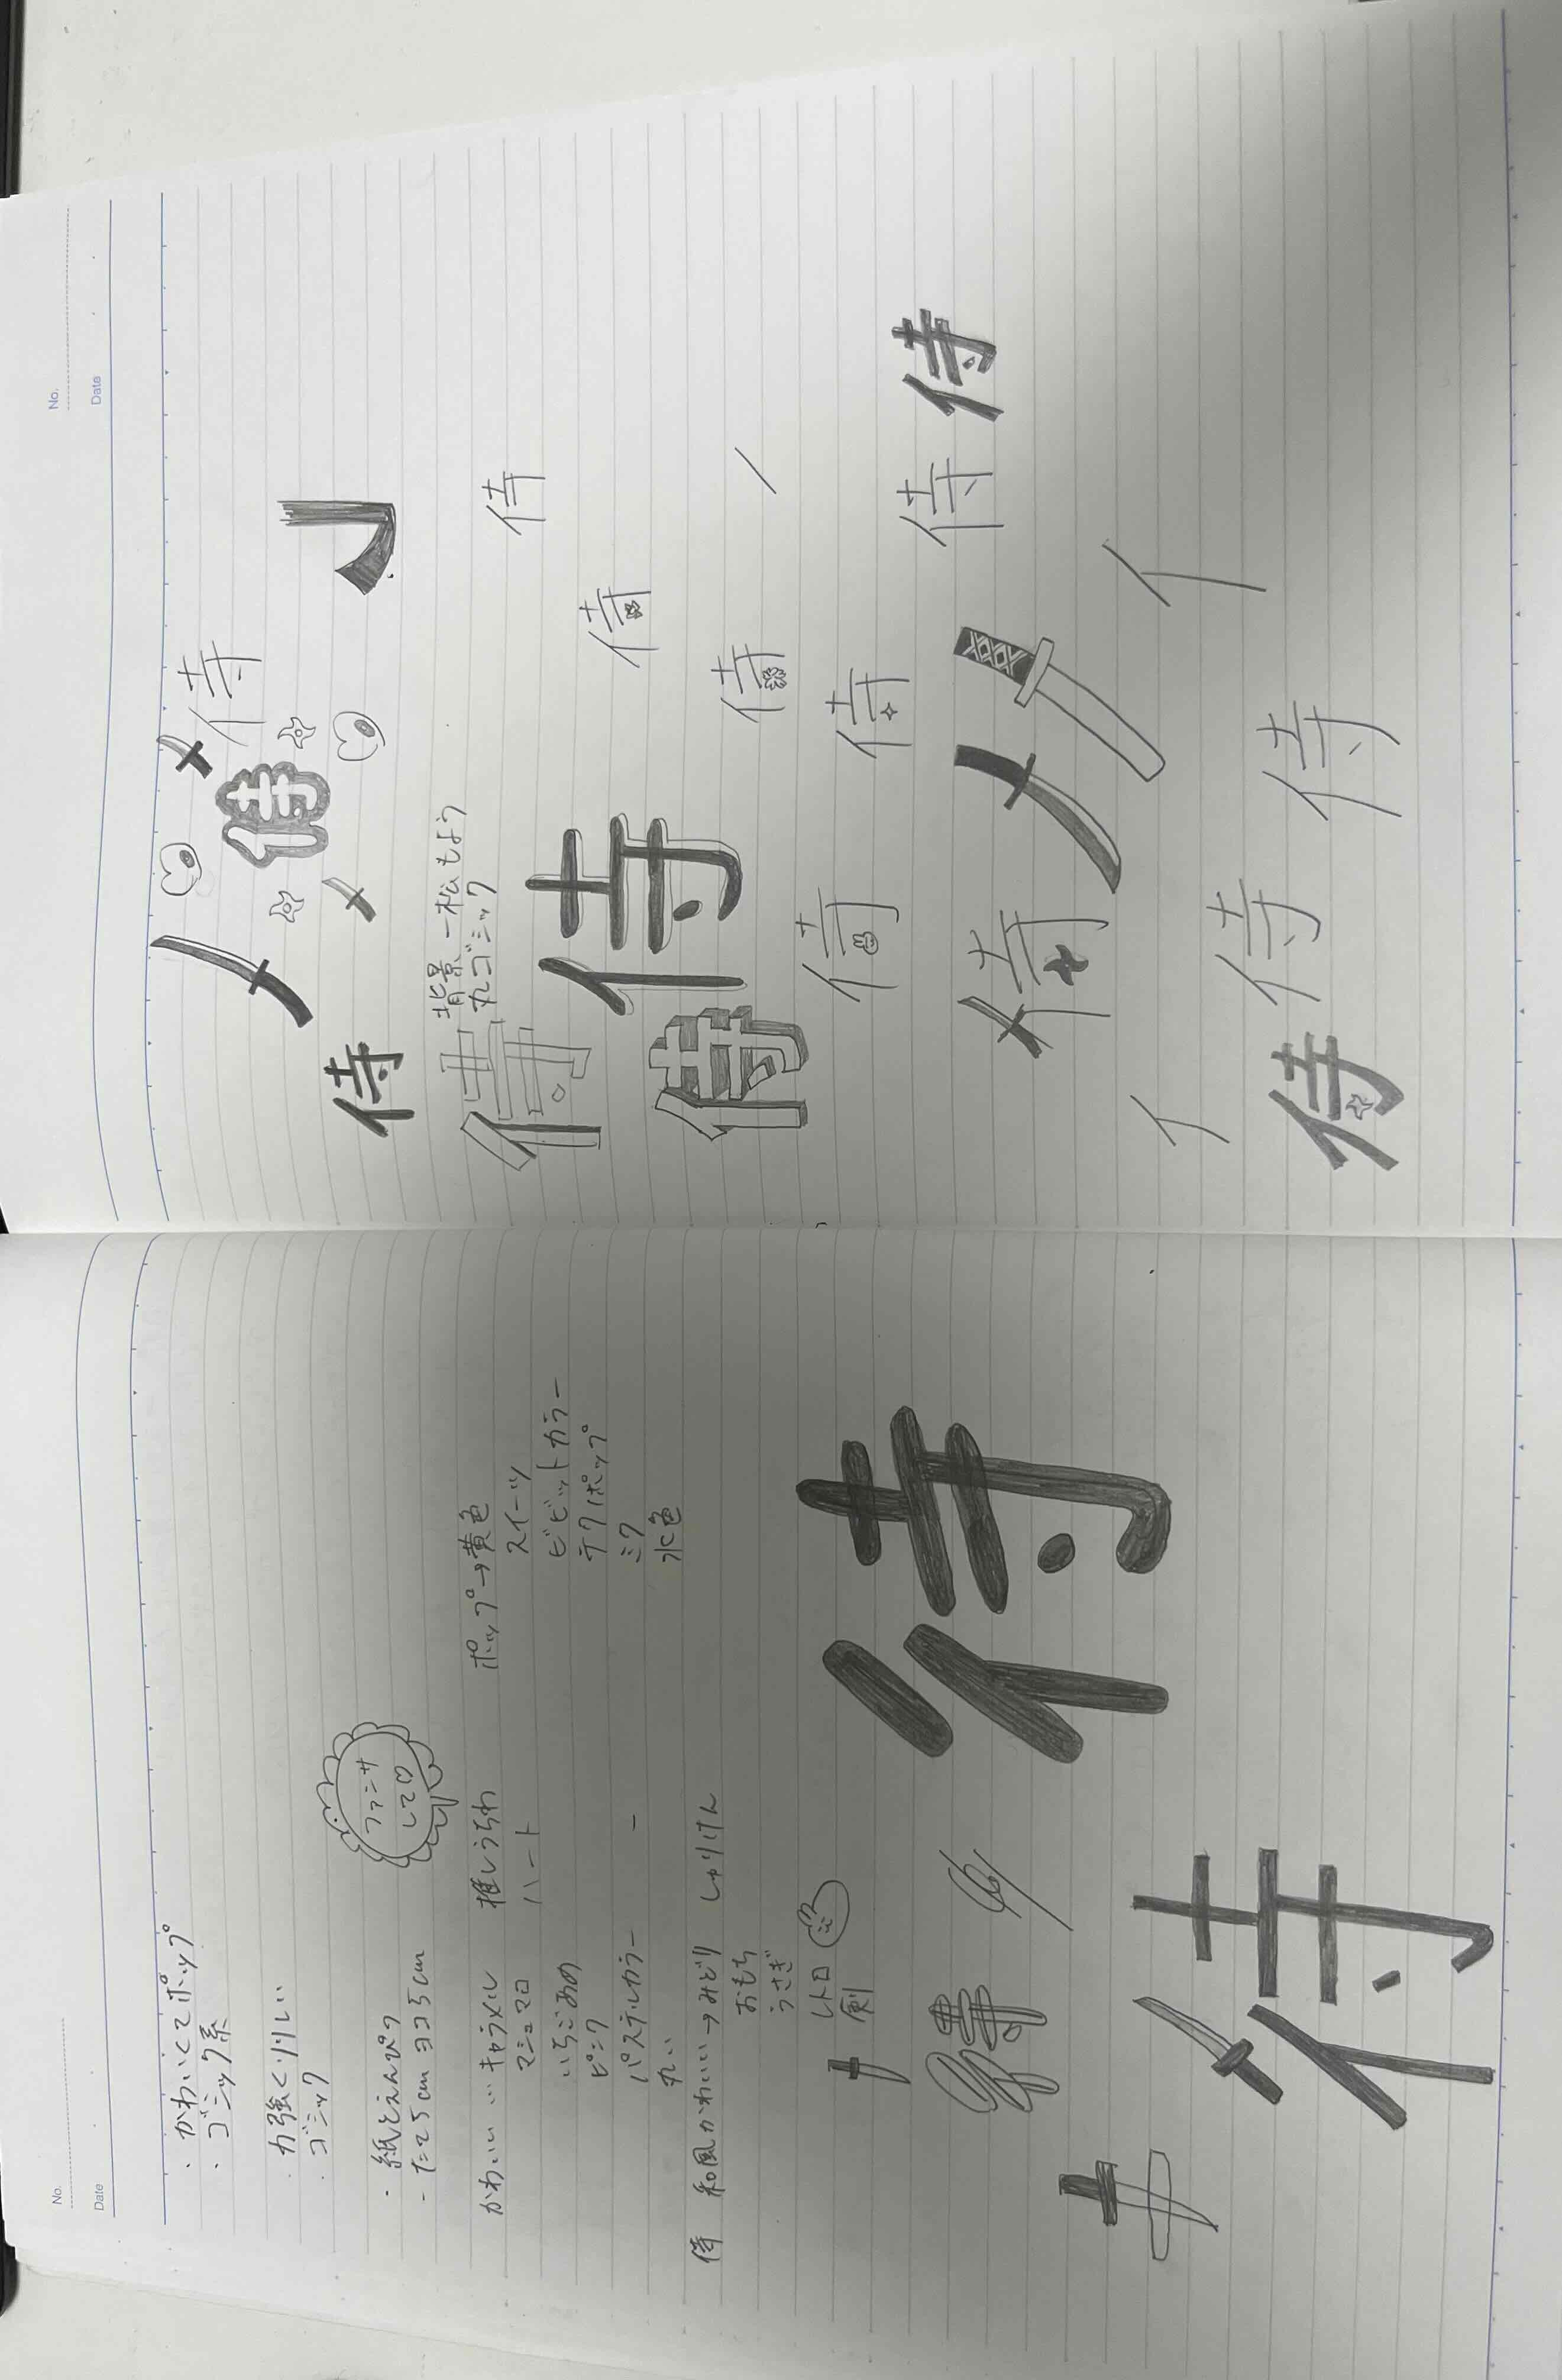 No.
Date
・かわいくてポップ
・ゴシック系
・力強くりりしい
・ゴシック
・紙とえんぴつ
- たて5cm ヨコ5cm
ファンサ
して♡
かわいい … キャラメル
マシュマロ
いちごあめ
ピンク
パステルカラー
丸い
推しうちわ
ハート
ポップ→黄色
スイーツ
ビビットカラー
テクノポップ
ミク
水色
侍 和風かわいい→みどり しゅりけん
おもち
うさぎ
レトロ
剣
侍
侍
侍
No.
Date
侍
侍
侍
背景一松もよう
丸ゴシック
侍
侍
侍
侍
侍
侍
侍
侍
侍
侍
侍
イ
イ
侍
侍
侍